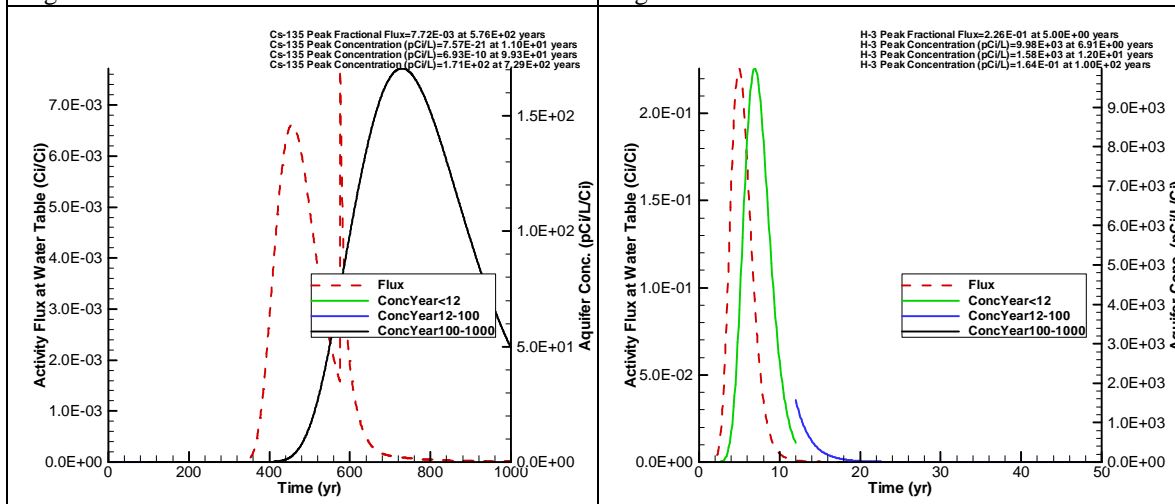 Cs-135 Peak Fractional Flux=7.72E-03 at 5.76E+02 years
Cs-135 Peak Concentration (pCi/L)=7.57E-21 at 1.10E+01 years
Cs-135 Peak Concentration (pCi/L)=6.93E-10 at 9.93E+01 years
Cs-135 Peak Concentration (pCi/L)=1.71E+02 at 7.29E+02 years
7.0E-03
6.0E-03
5.0E-03
4.0E-03
3.0E-03
2.0E-03
1.0E-03
0.0E+00
Activity Flux at Water Table (Ci/Ci)
1.5E+02
1.0E+02
5.0E+01
0.0E+00
Aquifer Conc. (pCi/L/Ci)
Flux
ConcYear<12
ConcYear12-100
ConcYear100-1000
0
200
400
600
800
1000
Time (yr)
H-3 Peak Fractional Flux=2.26E-01 at 5.00E+00 years
H-3 Peak Concentration (pCi/L)=9.98E+03 at 6.91E+00 years
H-3 Peak Concentration (pCi/L)=1.58E+03 at 1.20E+01 years
H-3 Peak Concentration (pCi/L)=1.64E-01 at 1.00E+02 years
2.0E-01
1.5E-01
1.0E-01
5.0E-02
0.0E+00
Activity Flux at Water Table (Ci/Ci)
9.0E+03
8.0E+03
7.0E+03
6.0E+03
5.0E+03
4.0E+03
3.0E+03
2.0E+03
1.0E+03
0.0E+00
Aquifer Conc. (pCi/L/Ci)
Flux
ConcYear<12
ConcYear12-100
ConcYear100-1000
0
10
20
30
40
50
Time (yr)